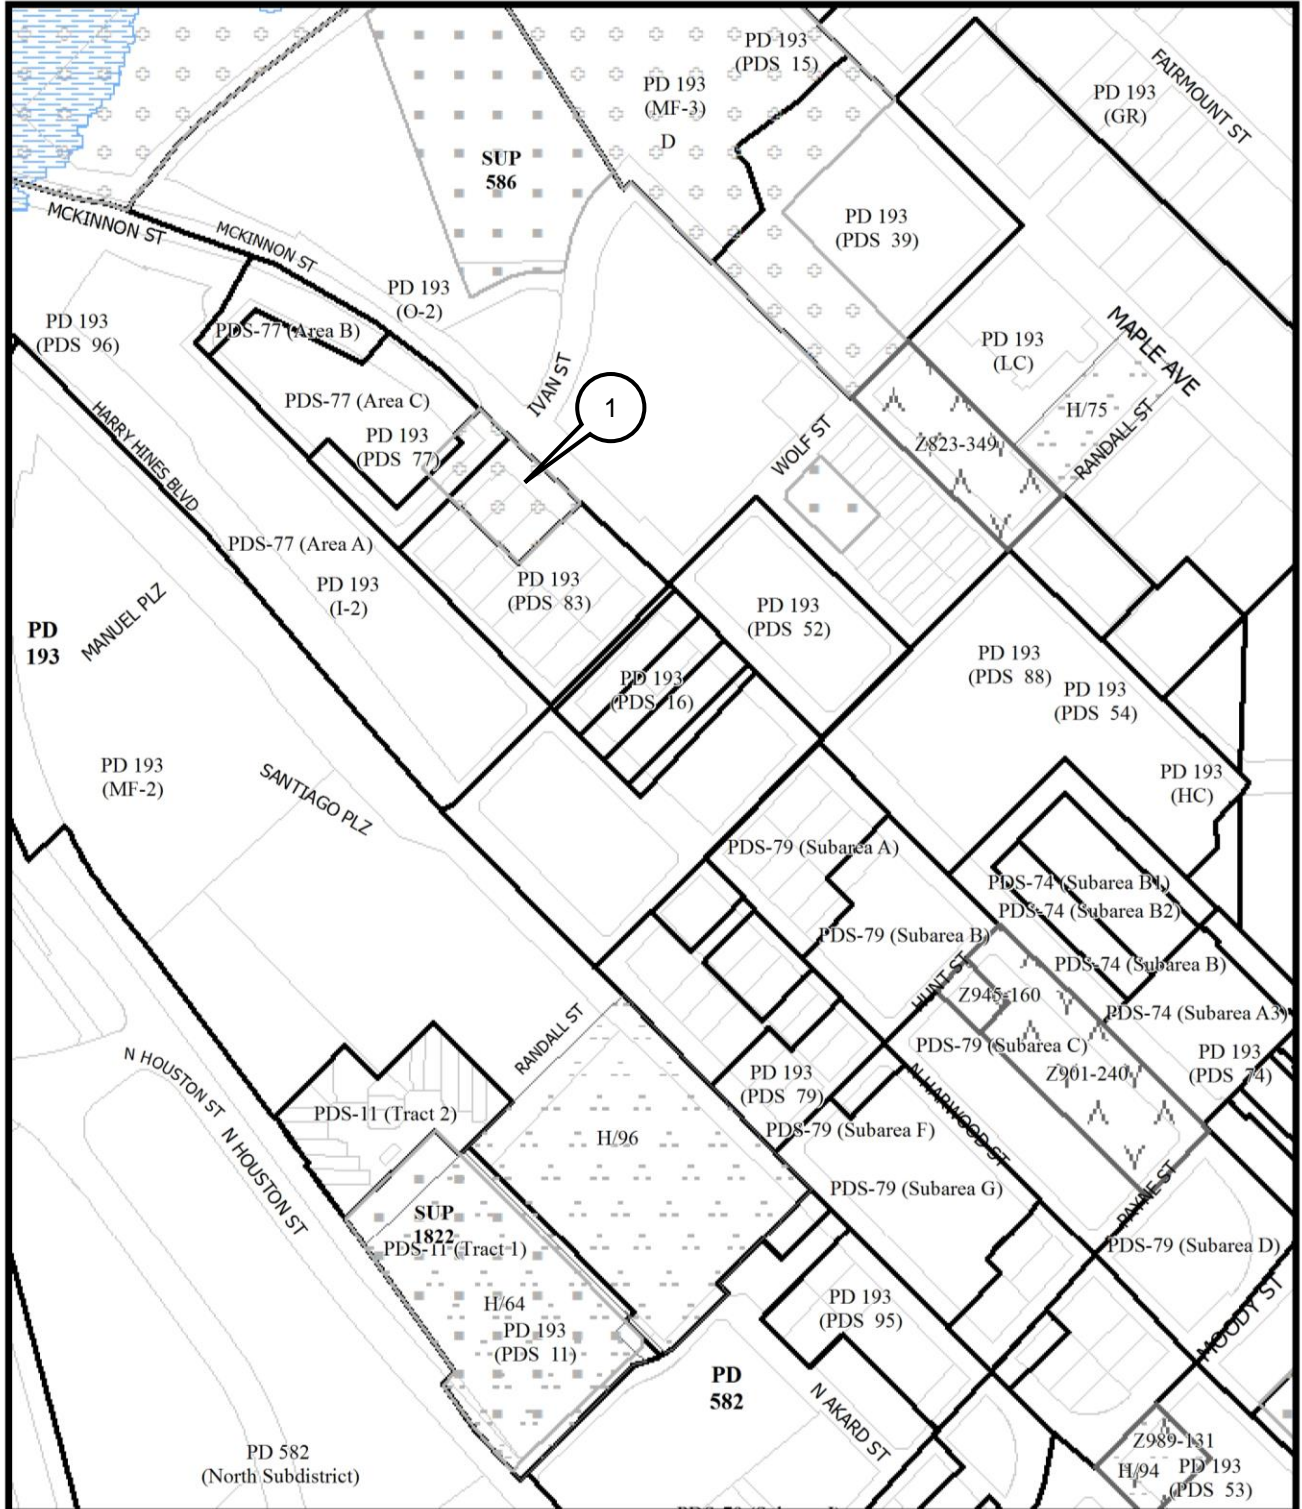 PD 193
(PDS 15)
FAIRMOUNT ST
PD 193
(MF-3)
D
PD 193
(GR)
SUP
586
MCKINNON ST
MCKINNON ST
PD 193
(PDS 39)
PD 193
(O-2)
PD 193
(PDS 96)
PDS-77 (Area B)
MAPLE AVE
PD 193
(LC)
IVAN ST
PDS-77 (Area C)
1
H/75
HARRY HINES BLVD
PD 193
(PDS 77)
WOLF ST
Z823-349
RANDALL ST
PDS-77 (Area A)
PD 193
(I-2)
PD 193
(PDS 83)
PD 193
(PDS 52)
MANUEL PLZ
PD
193
PD 193
(PDS 88)
PD 193
(PDS 16)
PD 193
(PDS 54)
PD 193
(MF-2)
SANTIAGO PLZ
PD 193
(HC)
PDS-79 (Subarea A)
PDS-74 (Subarea B1)
PDS-74 (Subarea B2)
PDS-79 (Subarea B)
PDS-74 (Subarea B)
HUNT ST
Z945-160
PDS-74 (Subarea A3)
RANDALL ST
PDS-79 (Subarea C)
N HOUSTON ST
PD 193
(PDS 74)
Z901-240
PD 193
(PDS 79)
N HARWOOD ST
PDS-11 (Tract 2)
N HOUSTON ST
H/96
PDS-79 (Subarea F)
PDS-79 (Subarea G)
PAYNE ST
SUP
1822
PDS-11 (Tract 1)
PDS-79 (Subarea D)
H/64
PD 193
(PDS 11)
PD 193
(PDS 95)
MOODY ST
PD
582
N AKARD ST
PD 582
(North Subdistrict)
Z989-131
H/94
PD 193
(PDS 53)